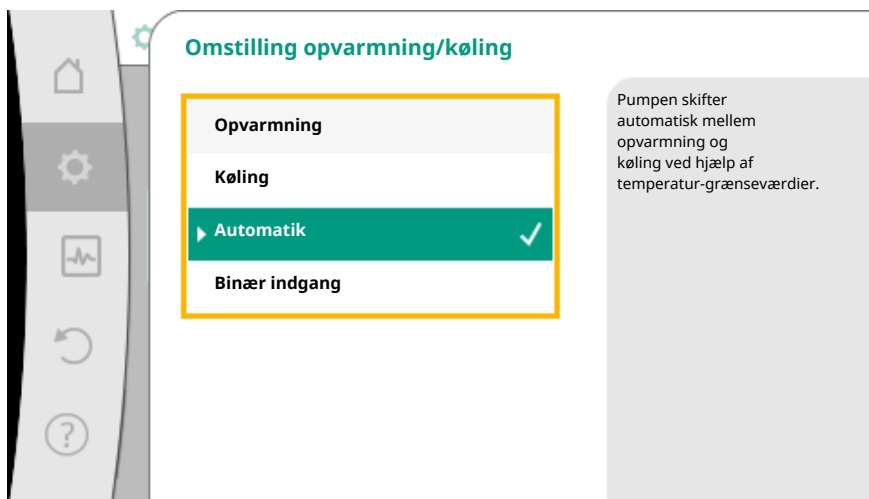 Omstilling opvarmning/køling
Opvarmning
Køling
Automatik
Binær indgang
Pumpen skifter
automatisk mellem
opvarmning og
køling ved hjælp af
temperatur-grænseværdier.
?